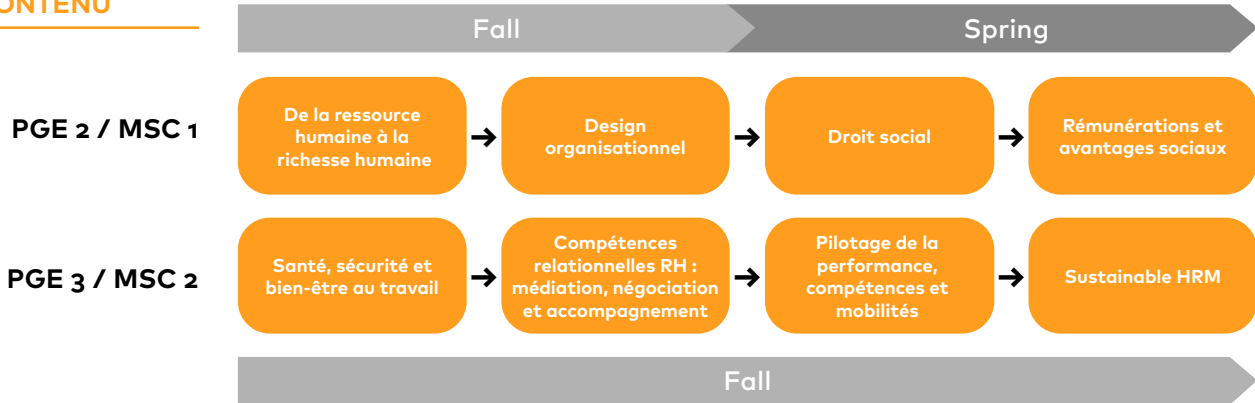 ONTENU
Fall
Spring
PGE 2 / MSC 1
De la ressource
humaine à la
richesse humaine
Design
organisationnel
Droit social
Rémunérations et
avantages sociaux
PGE 3 / MSC 2
Santé, sécurité et
bien-être au travail
Compétences
relationnelles RH :
médiation, négociation
et accompagnement
Pilotage de la
performance,
compétences et
mobilités
Sustainable HRM
Fall